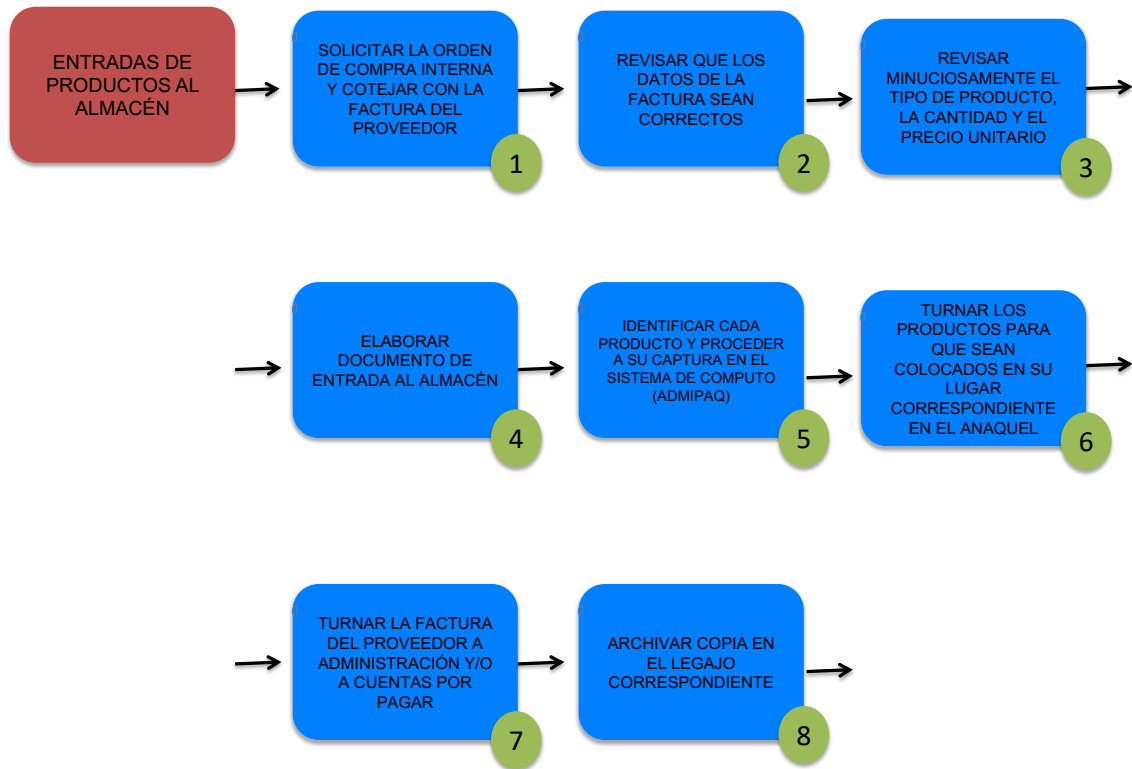 ENTRADAS DE
PRODUCTOS AL
ALMACÉN
SOLICITAR LA ORDEN
DE COMPRA INTERNA
Y COTEJAR CON LA
FACTURA DEL
PROVEEDOR
1
REVISAR QUE LOS
DATOS DE LA
FACTURA SEAN
CORRECTOS
2
REVISAR
MINUCIOSAMENTE EL
TIPO DE PRODUCTO,
LA CANTIDAD Y EL
PRECIO UNITARIO
3
ELABORAR
DOCUMENTO DE
ENTRADA AL ALMACÉN
4
IDENTIFICAR CADA
PRODUCTO Y PROCEDER
A SU CAPTURA EN EL
SISTEMA DE COMPUTO
(ADMIPAQ)
5
TURNAR LOS
PRODUCTOS PARA
QUE SEAN
COLOCADOS EN SU
LUGAR
CORRESPONDIENTE
EN EL ANAQUEL
6
TURNAR LA FACTURA
DEL PROVEEDOR A
ADMINISTRACIÓN Y/O
A CUENTAS POR
PAGAR
7
ARCHIVAR COPIA EN
EL LEGAJO
CORRESPONDIENTE
8